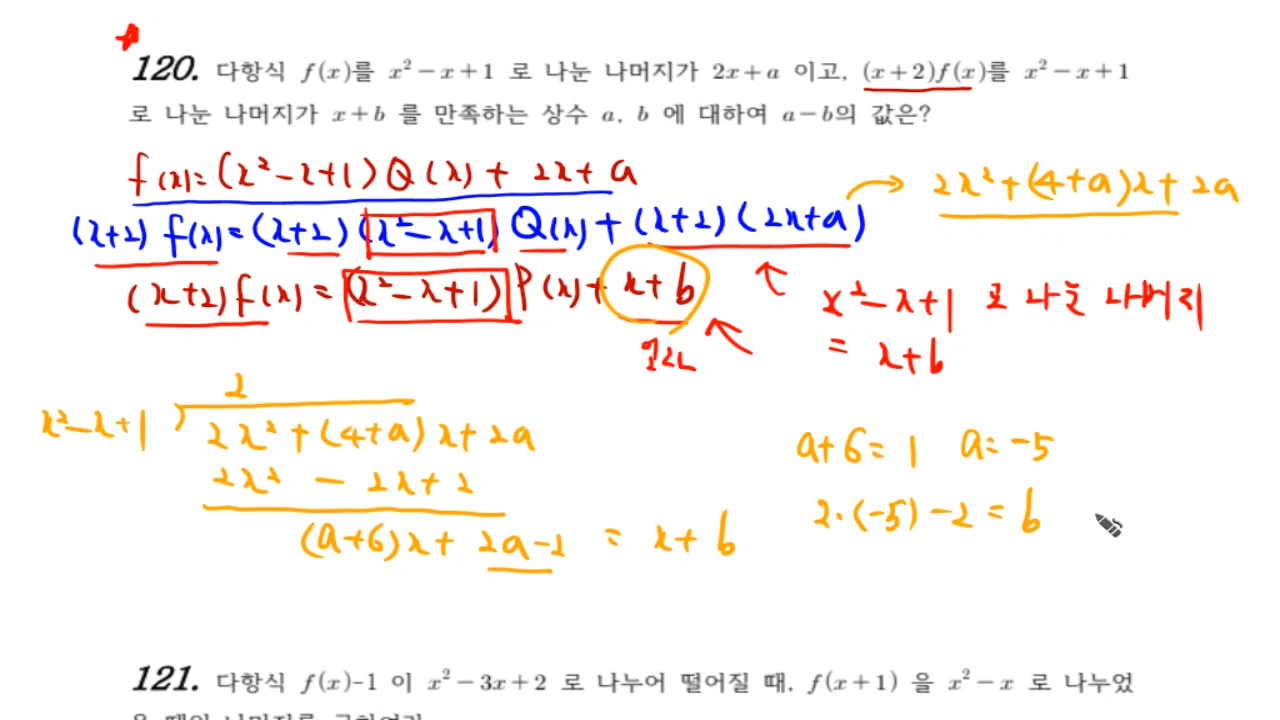 120. 다항식 f(x)를 x² − x + 1 로 나눈 나머지가 2x + a 이고, (x+2)f(x)를 x² − x + 1
로 나눈 나머지가 x + b 를 만족하는 상수 a, b 에 대하여 a − b의 값은?
f(x) = (x² − x + 1) Q(x) + 2x + a
(x+2) f(x) = (x+2) (x² − x + 1) Q(x) + (x+2) (2x + a) → 2x² + (4+a)x + 2a
(x+2) f(x) = (x² − x + 1) P(x) + x + b
x² − x + 1 로 나눈 나머지
= x + b
2
x² − x + 1 ) 2x² + (4+a) x + 2a
2x² − 2x + 2
(a+6)x + 2a − 2 = x + b
a + 6 = 1 a = −5
2·(−5) − 2 = b
121. 다항식 f(x)-1 이 x² − 3x + 2 로 나누어 떨어질 때, f(x+1) 을 x² − x 로 나누었